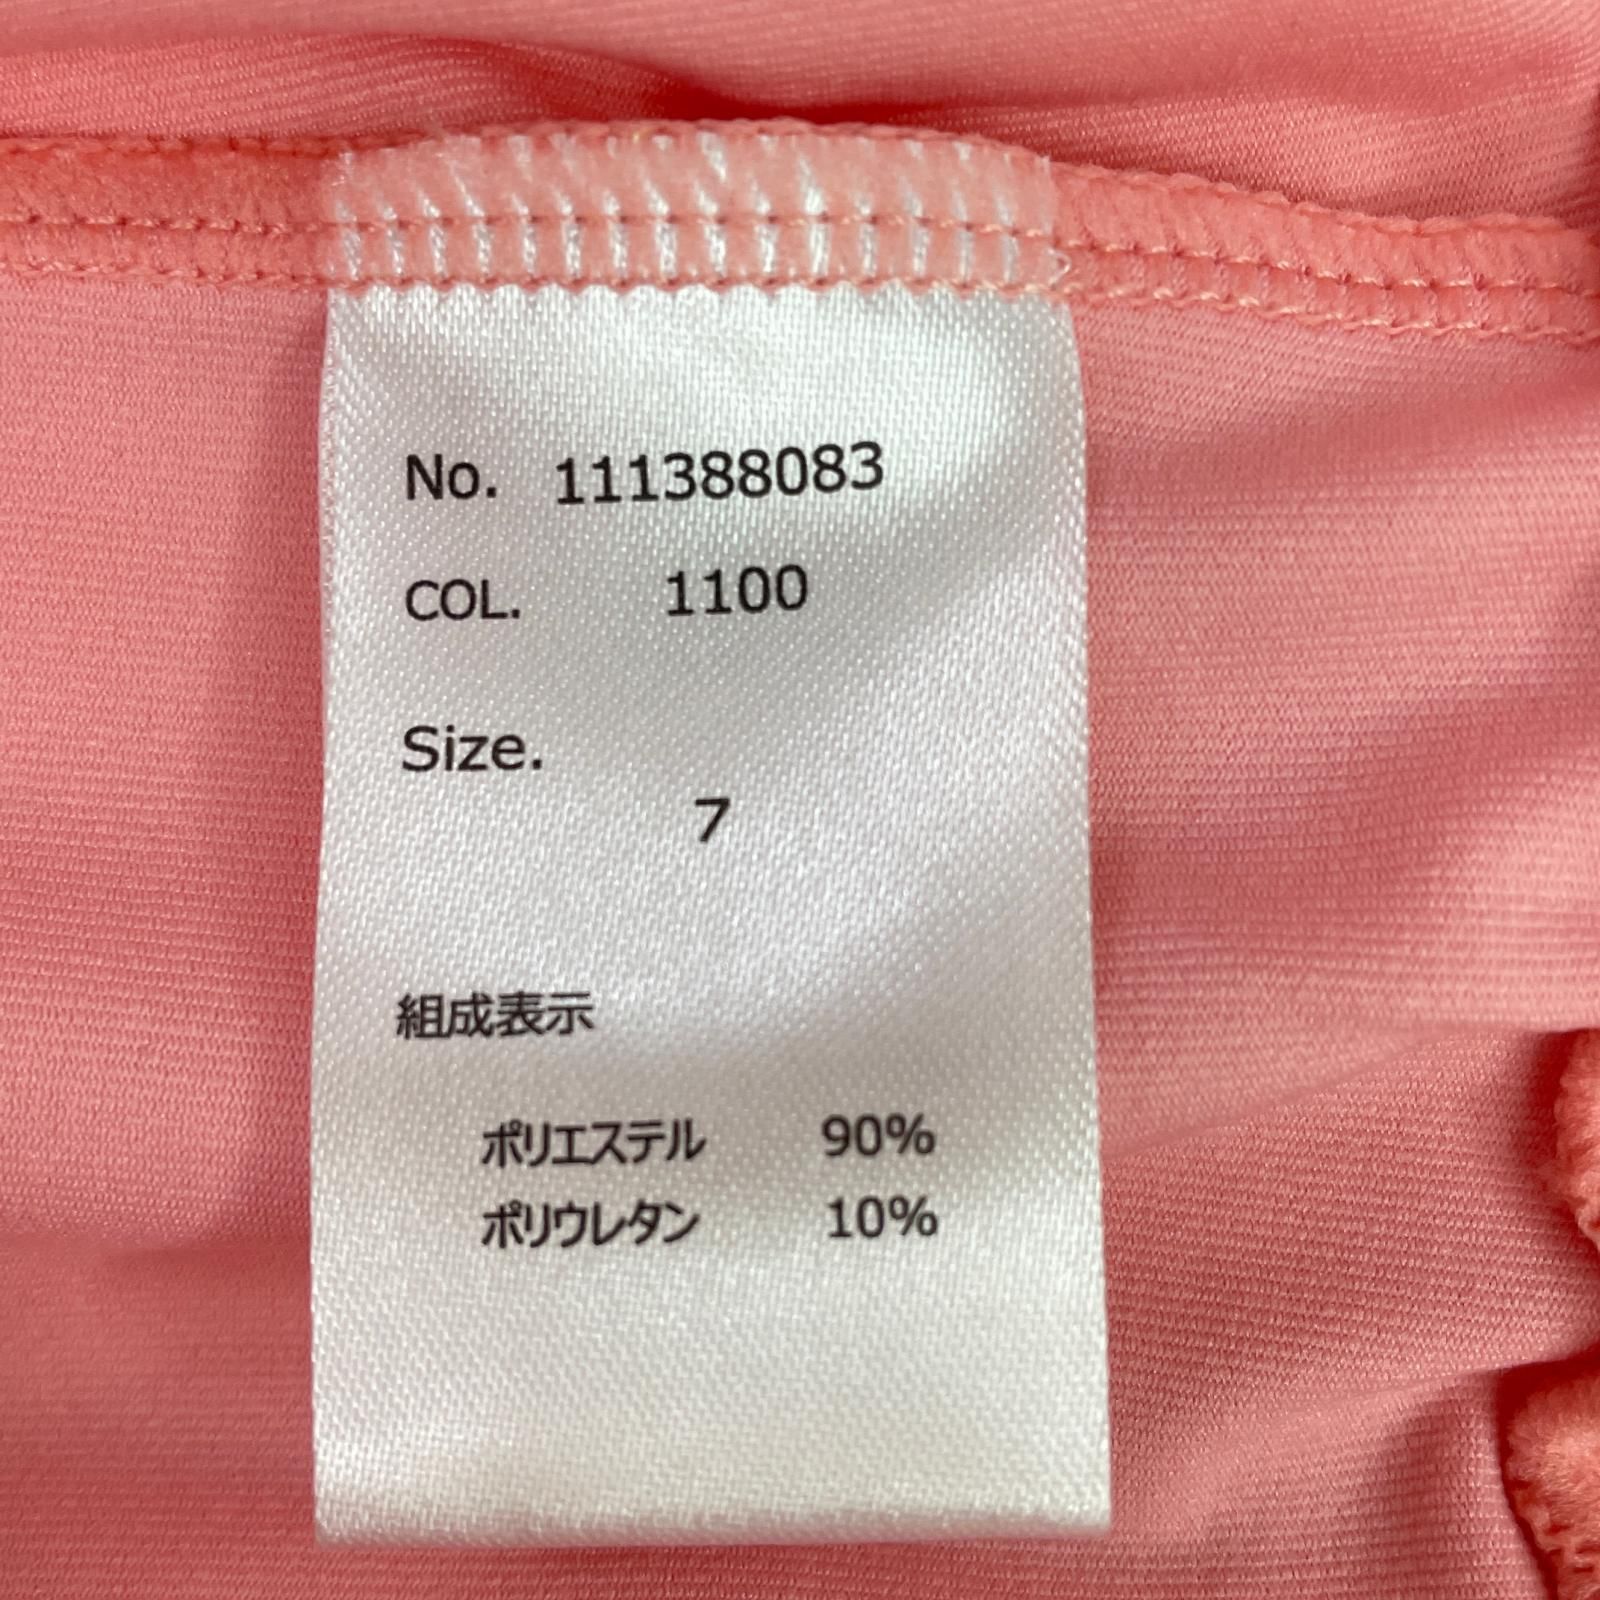 No. 111388083
COL. 1100
Size.
7
組成表示
ポリエステル 90%
ポリウレタン 10%